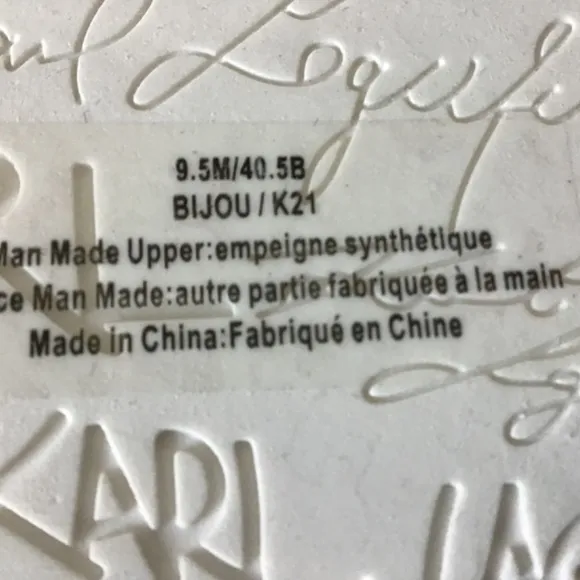 9.5M/40.5B
BIJOU / K21
Man Made Upper:empeigne synthétique
Man Made:autre partie fabriquée à la main
Made in China:Fabriqué en Chine
KARL